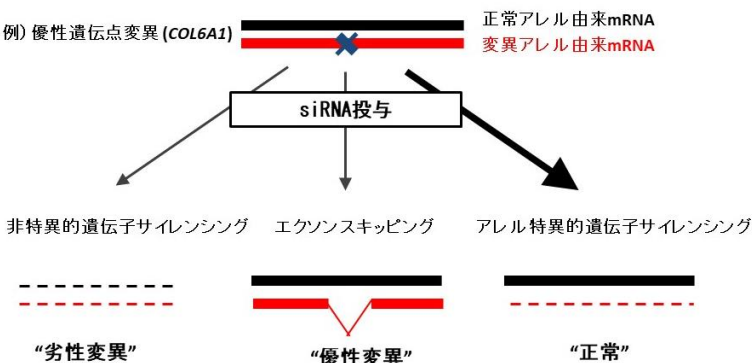 正常アレル由来mRNA
例）優性遺伝点変異(COL6A1)
変異アレル由来mRNA
siRNA投与
非特異的遺伝子サイレンシング
エクソンスキッピング
アレル特異的遺伝子サイレンシング
“劣性変異”
“優性変異”
“正常”